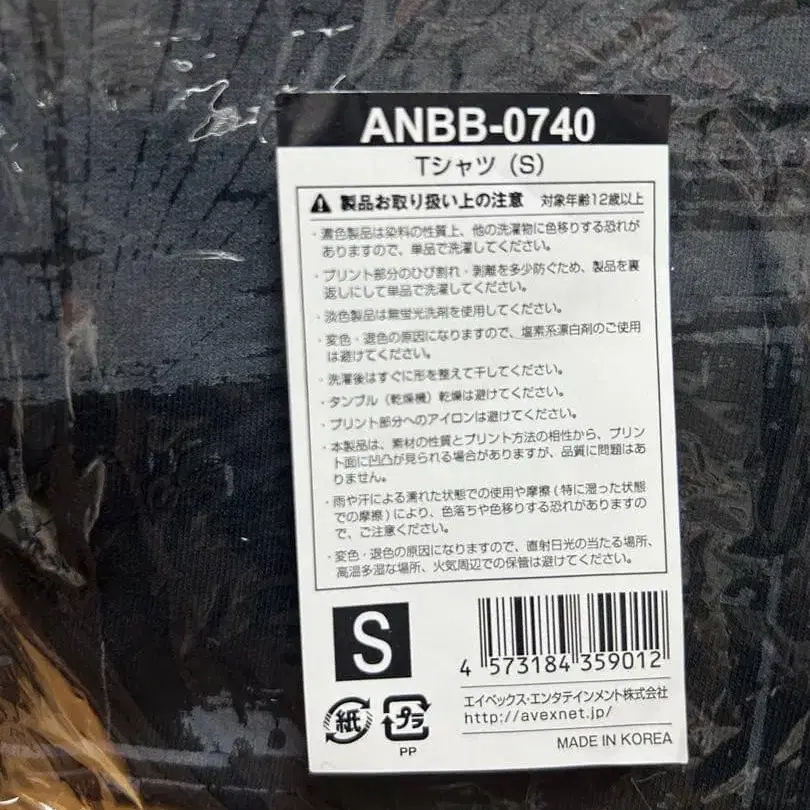 ANBB-0740
Tシャツ（S）
製品お取り扱い上の注意 対象年齢12歳以上
・濃色製品は染料の性質上、他の洗濯物に色移りする恐れが
ありますので、単品で洗濯してください。
・プリント部分のひび割れ・剥離を多少防ぐため、製品を裏
返しにして単品で洗濯してください。
・淡色製品は無蛍光洗剤を使用してください。
・変色・退色の原因になりますので、塩素系漂白剤のご使用
は避けてください。
・洗濯後はすぐに形を整えて干してください。
・タンブル（乾燥機）乾燥は避けてください。
・プリント部分へのアイロンは避けてください。
・本製品は、素材の性質とプリント方法の相性から、プリン
ト面に凹凸が見られる場合がありますが、品質に問題はあ
りません。
・雨や汗による濡れた状態での使用や摩擦(特に湿った状態
での摩擦)により、色落ちや色移りする恐れがありますの
で、ご注意ください。
・変色・退色の原因になりますので、直射日光の当たる場所、
高温多湿な場所、火気周辺での保管は避けてください。
S
4 573184 359012
紙 プラ
PP
エイベックス・エンタテインメント株式会社
http://avexnet.jp/
MADE IN KOREA